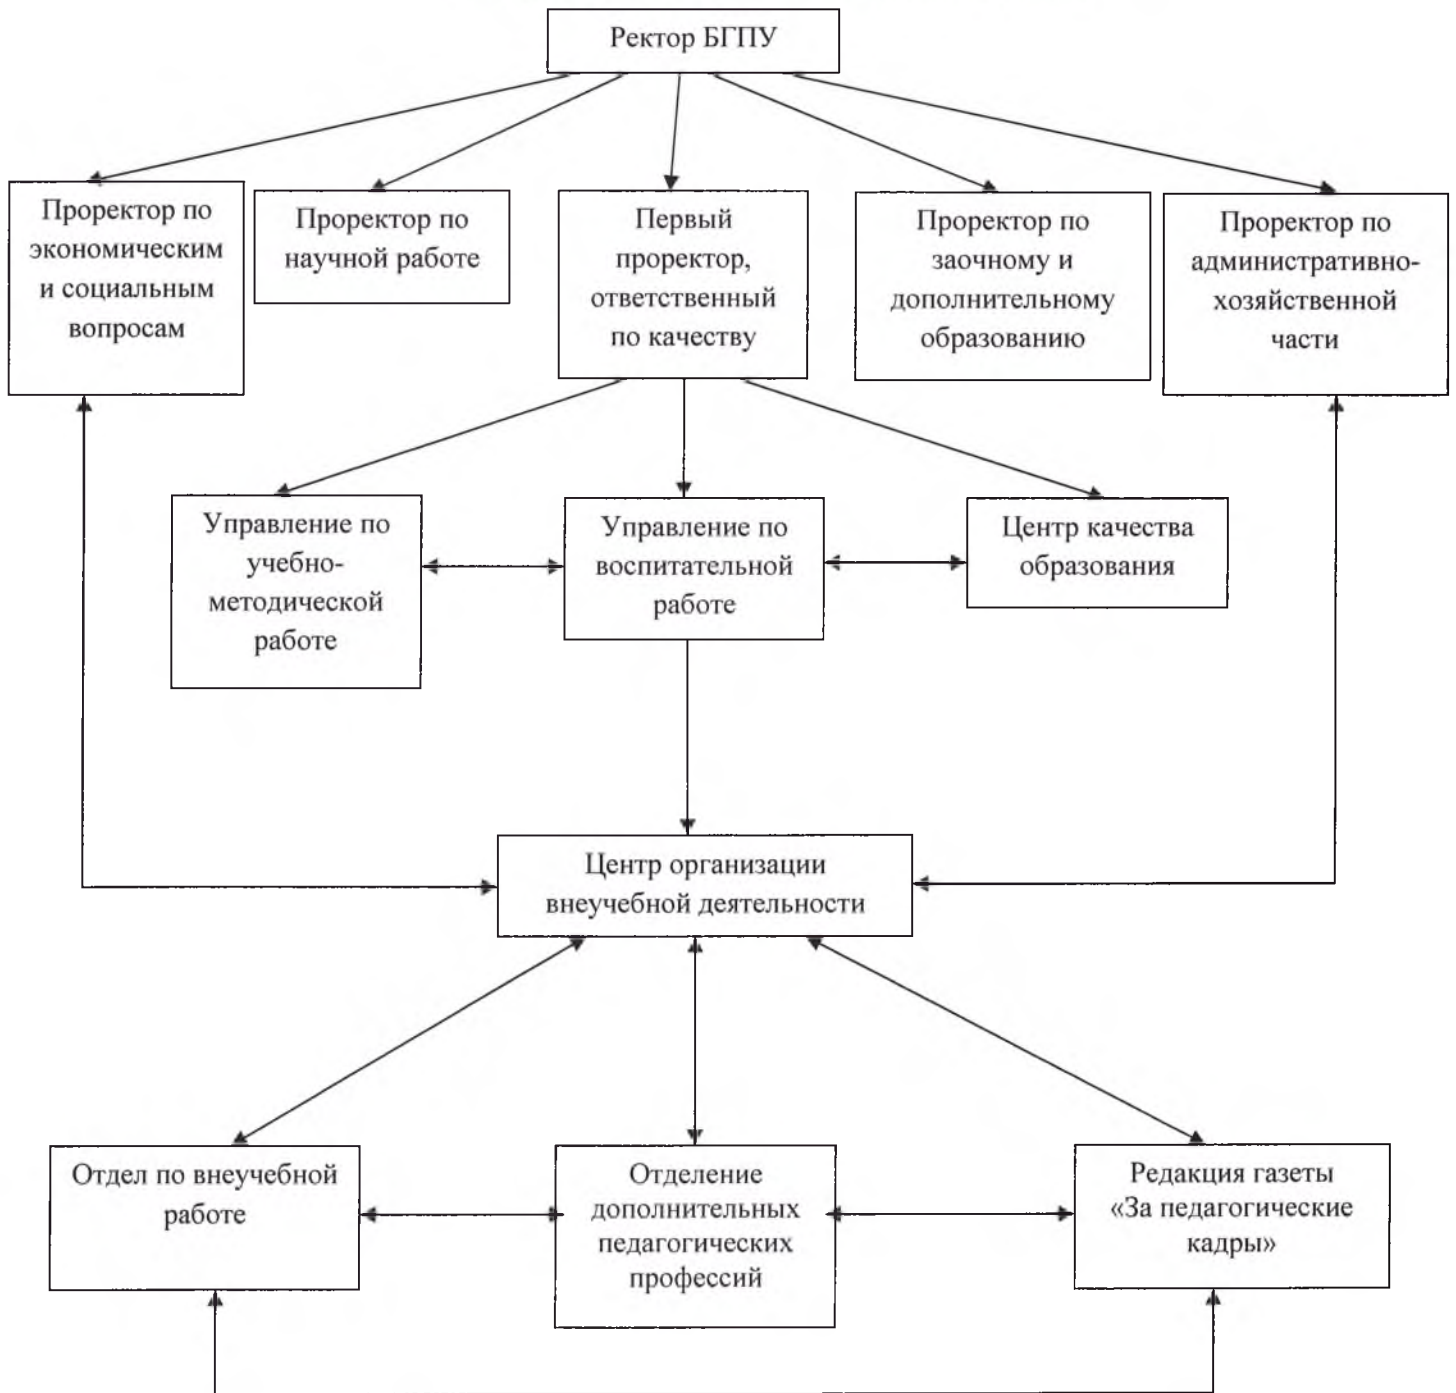 Ректор БГПУ
Проректор по
экономическим
и социальным
вопросам
Проректор по
научной работе
Первый
проректор,
ответственный
по качеству
Проректор по
заочному и
дополнительному
образованию
Проректор по
административно-
хозяйственной
части
Управление по
учебно-
методической
работе
Управление по
воспитательной
работе
Центр качества
образования
Центр организации
внеучебной деятельности
Отдел по внеучебной
работе
Отделение
дополнительных
педагогических
профессий
Редакция газеты
«За педагогические
кадры»